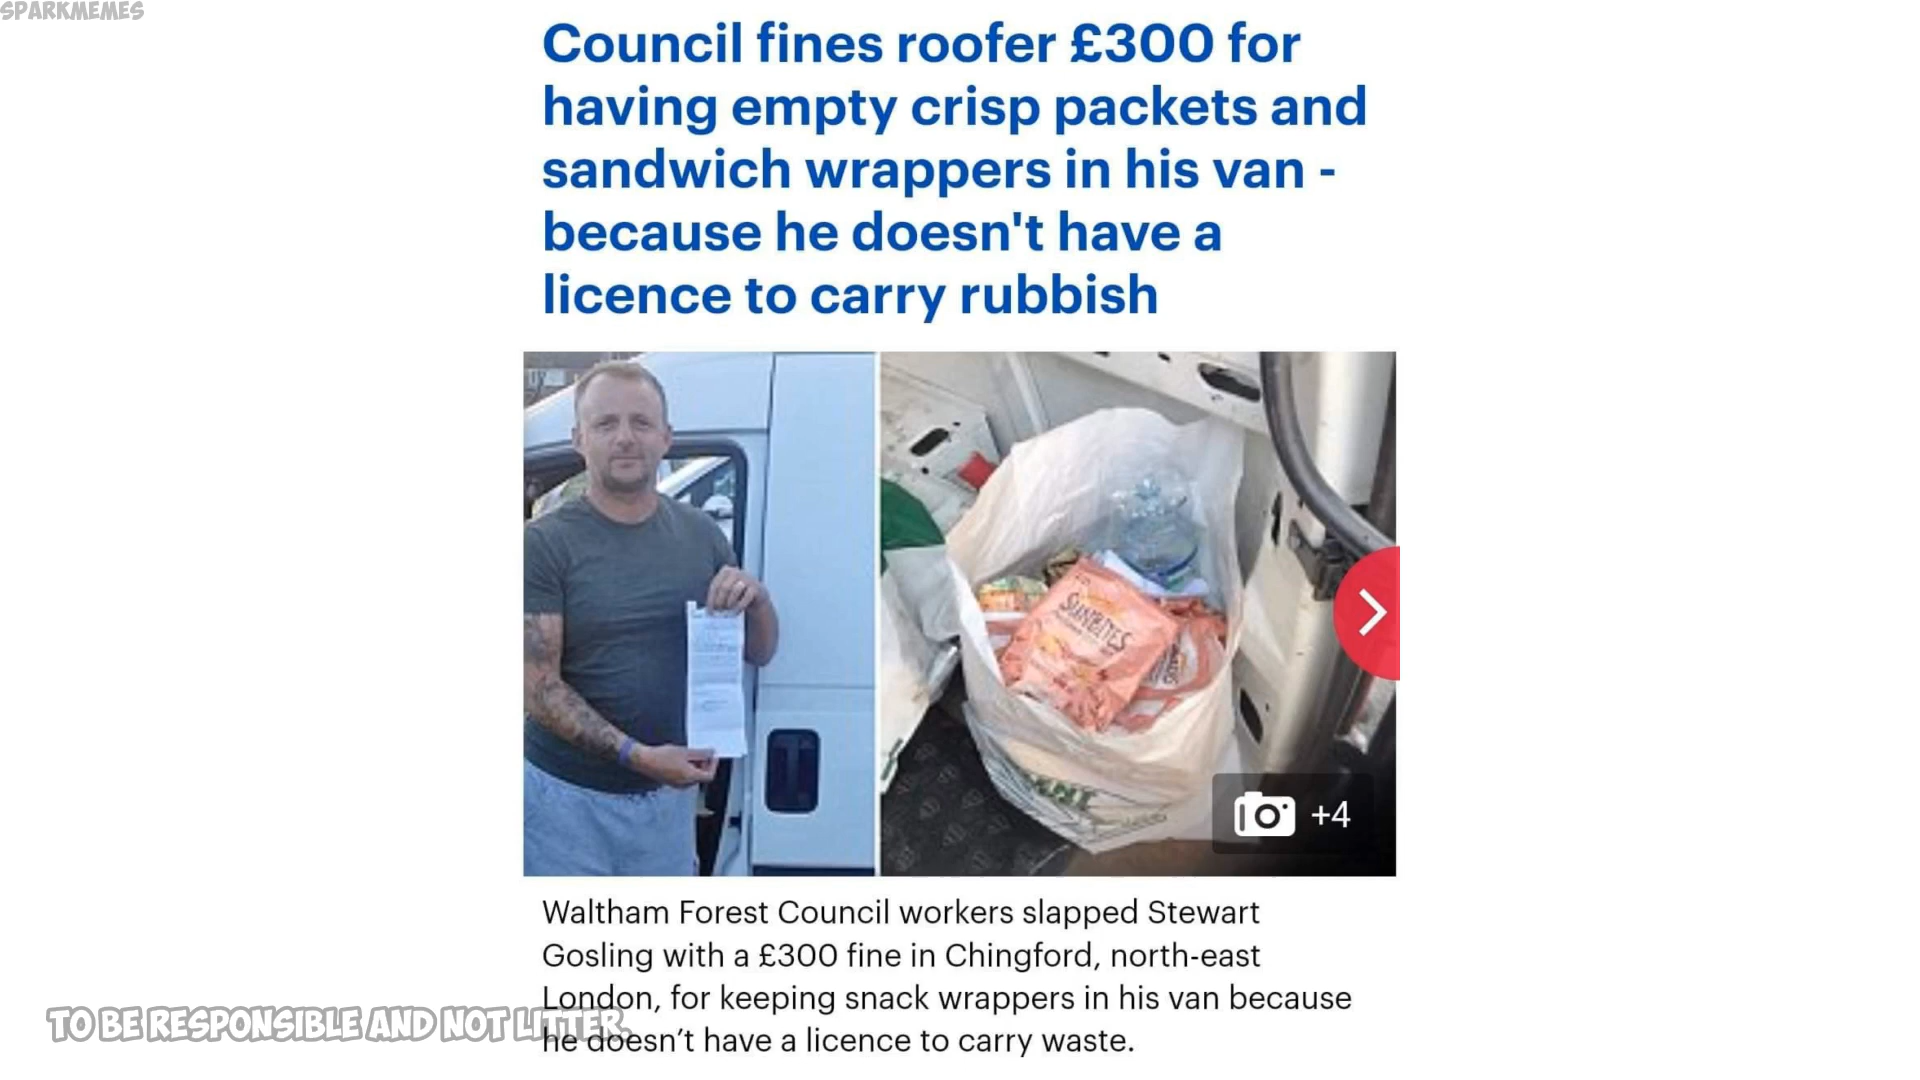 SPARKMEMES
Council fines roofer £300 for
having empty crisp packets and
sandwich wrappers in his van -
because he doesn't have a
licence to carry rubbish
SUNBITES
+4
Waltham Forest Council workers slapped Stewart
Gosling with a £300 fine in Chingford, north-east
London, for keeping snack wrappers in his van because
he doesn’t have a licence to carry waste.
TO BE RESPONSIBLE AND NOT LITTER.